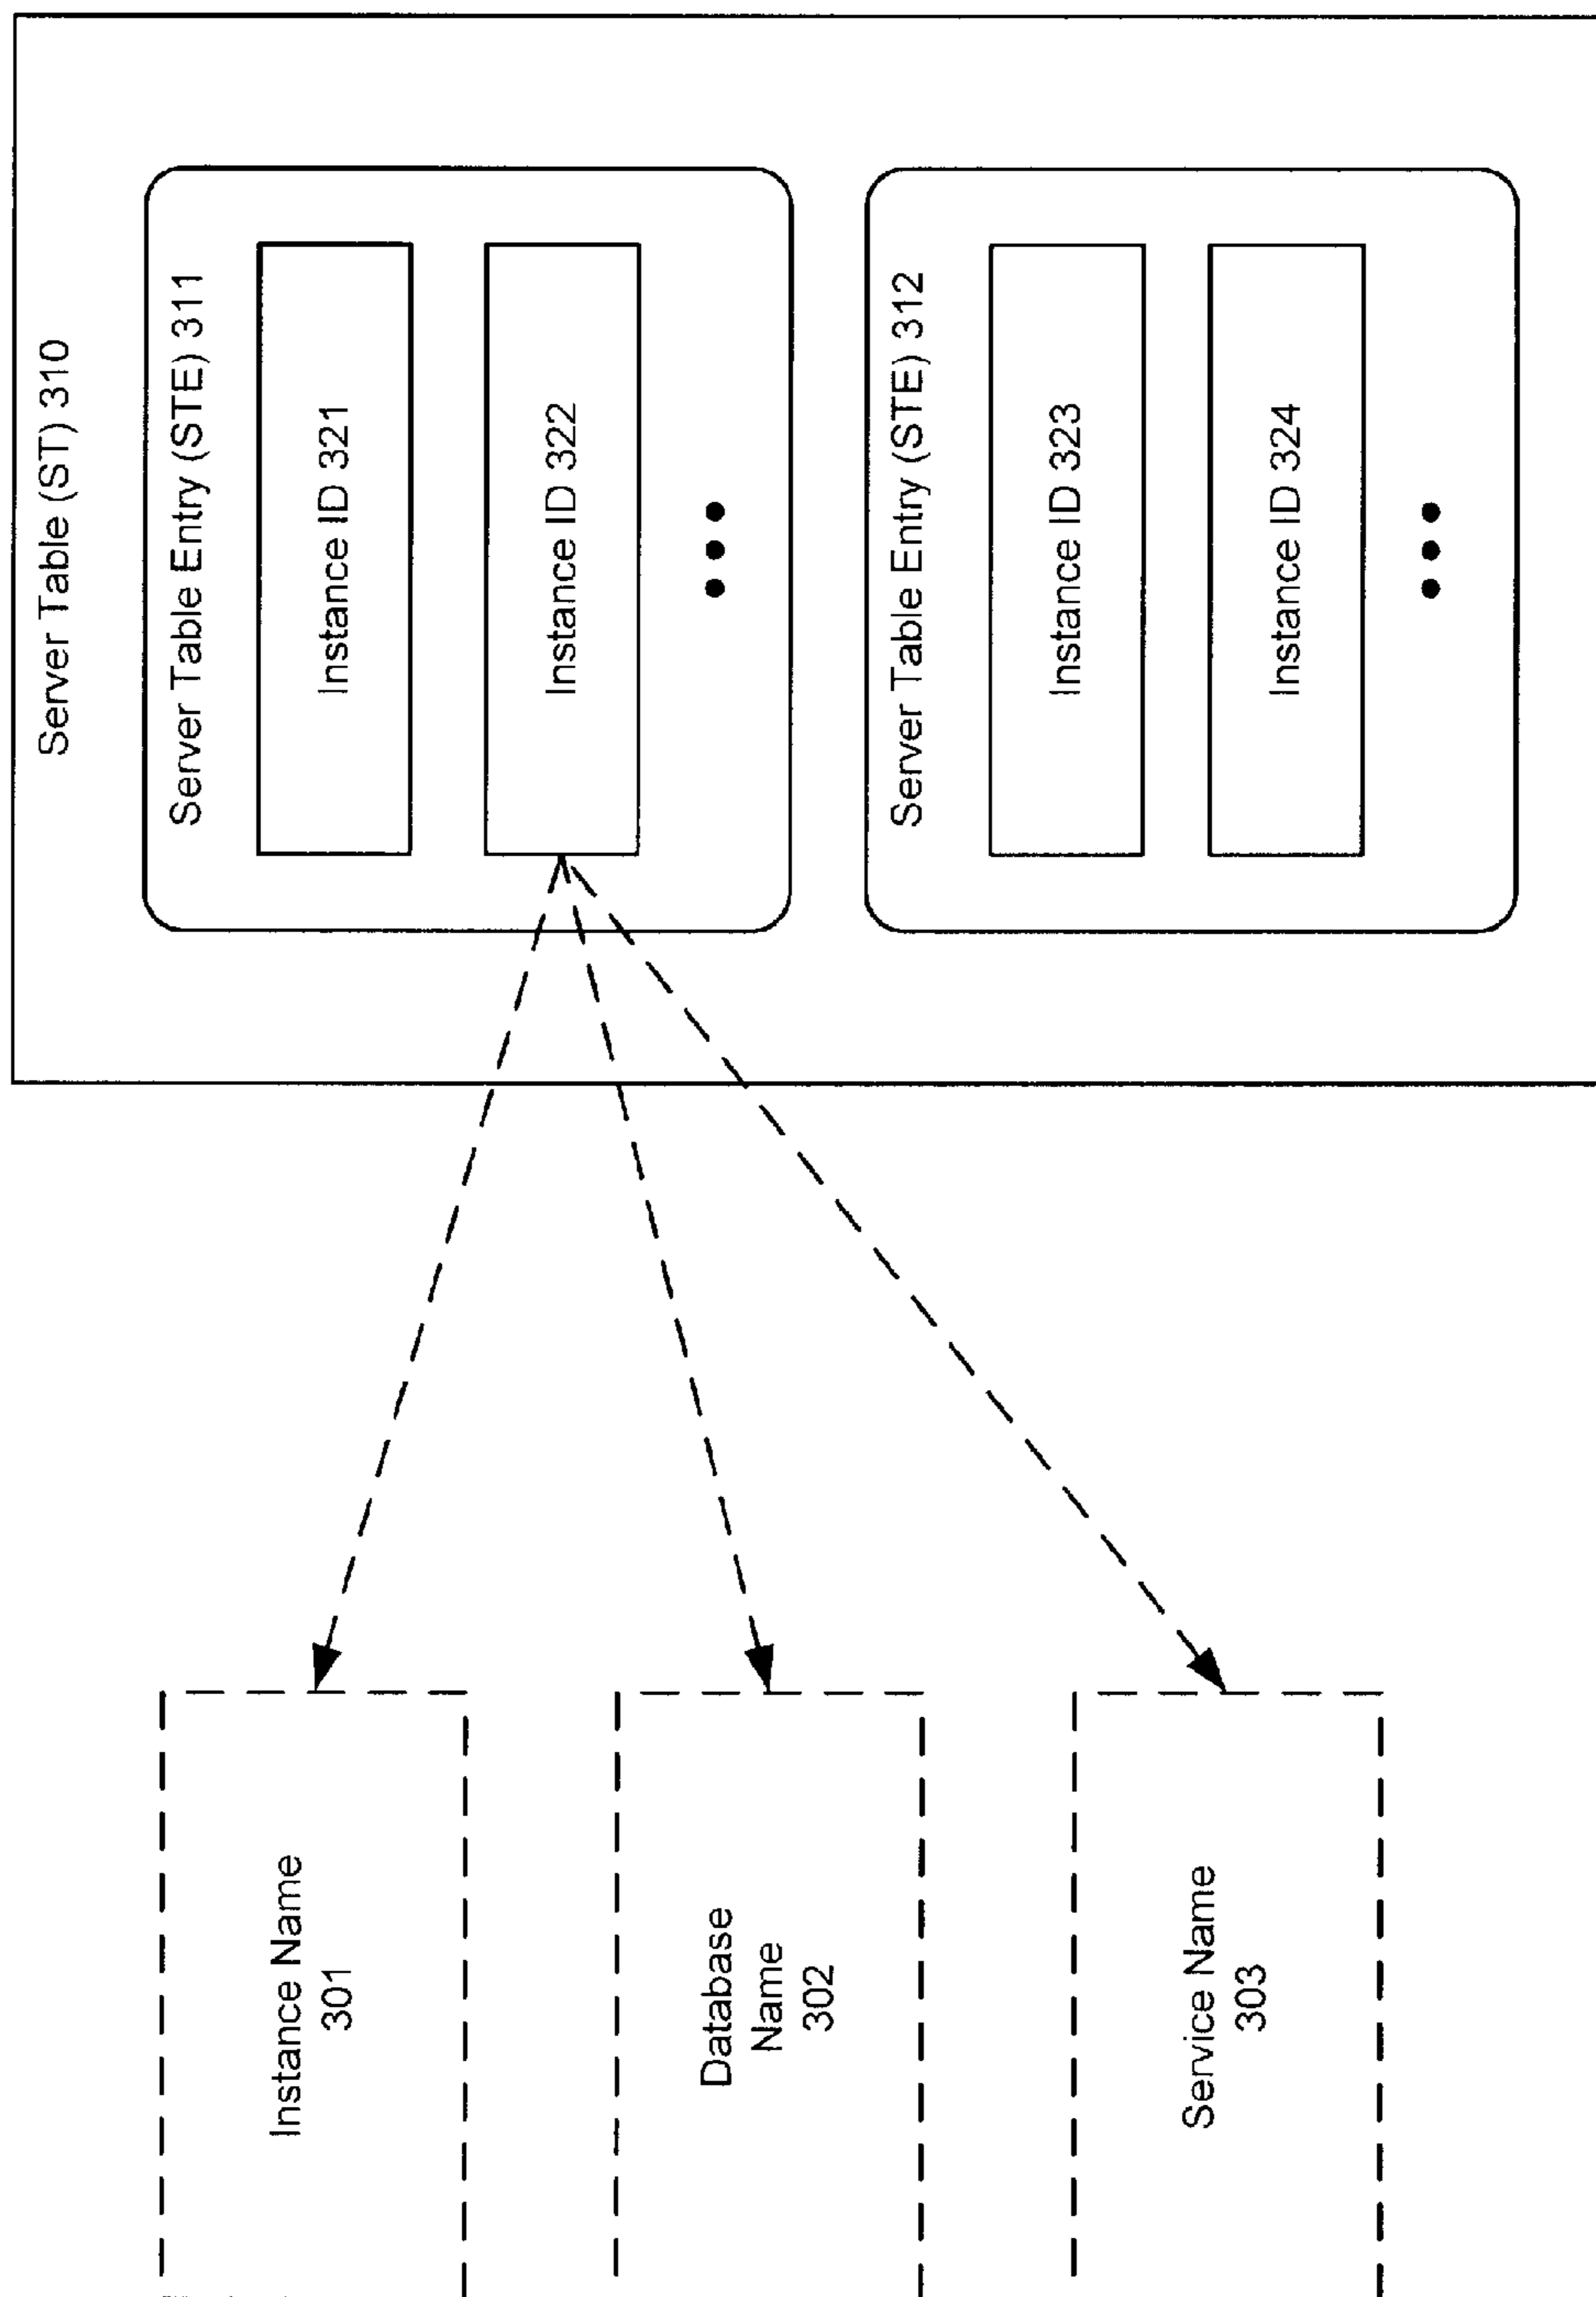 Server Table (ST) 310
Server Table Entry (STE) 311
Instance ID 321
Instance ID 322
Server Table Entry (STE) 312
Instance ID 323
Instance ID 324
Instance Name
301
Database
Name
302
Service Name
303